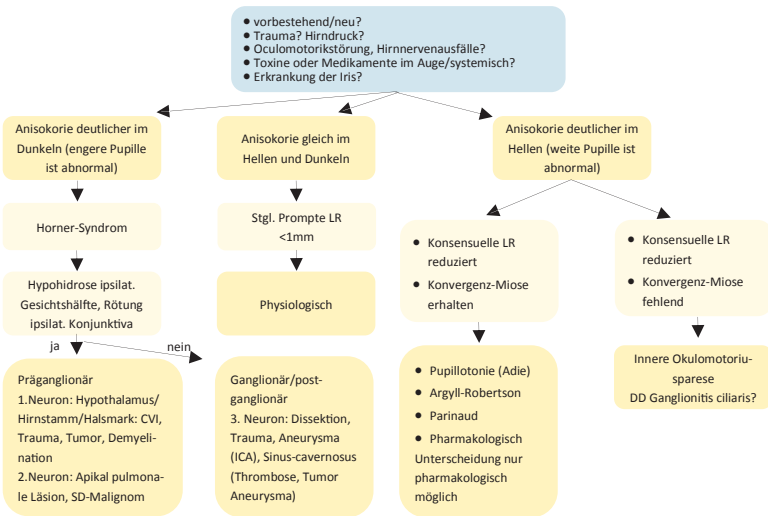 • vorbestehend/neu?
• Trauma? Hirndruck?
• Oculomotorikstörung, Hirnnervenausfälle?
• Toxine oder Medikamente im Auge/systemisch?
• Erkrankung der Iris?
Anisokorie deutlicher im
Dunkeln (engere Pupille
ist abnormal)
Anisokorie gleich im
Hellen und Dunkeln
Anisokorie deutlicher im
Hellen (weite Pupille ist
abnormal)
Horner-Syndrom
Stgl. Prompte LR
<1mm
• Konsensuelle LR
reduziert
• Konvergenz-Miose
erhalten
• Konsensuelle LR
reduziert
• Konvergenz-Miose
fehlend
Hypohidrose ipsilat.
Gesichtshälfte, Rötung
ipsilat. Konjunktiva
Physiologisch
ja
nein
Präganglionär
1.Neuron: Hypothalamus/
Hirnstamm/Halsmark: CVI,
Trauma, Tumor, Demyeli-
nation
2.Neuron: Apikal pulmona-
le Läsion, SD-Malignom
Ganglionär/post-
ganglionär
3. Neuron: Dissektion,
Trauma, Aneurysma
(ICA), Sinus-cavernosus
(Thrombose, Tumor
Aneurysma)
• Pupillotonie (Adie)
• Argyll-Robertson
• Parinaud
• Pharmakologisch
Unterscheidung nur
pharmakologisch
möglich
Innere Okulomotoriu-
sparese
DD Ganglionitis ciliaris?